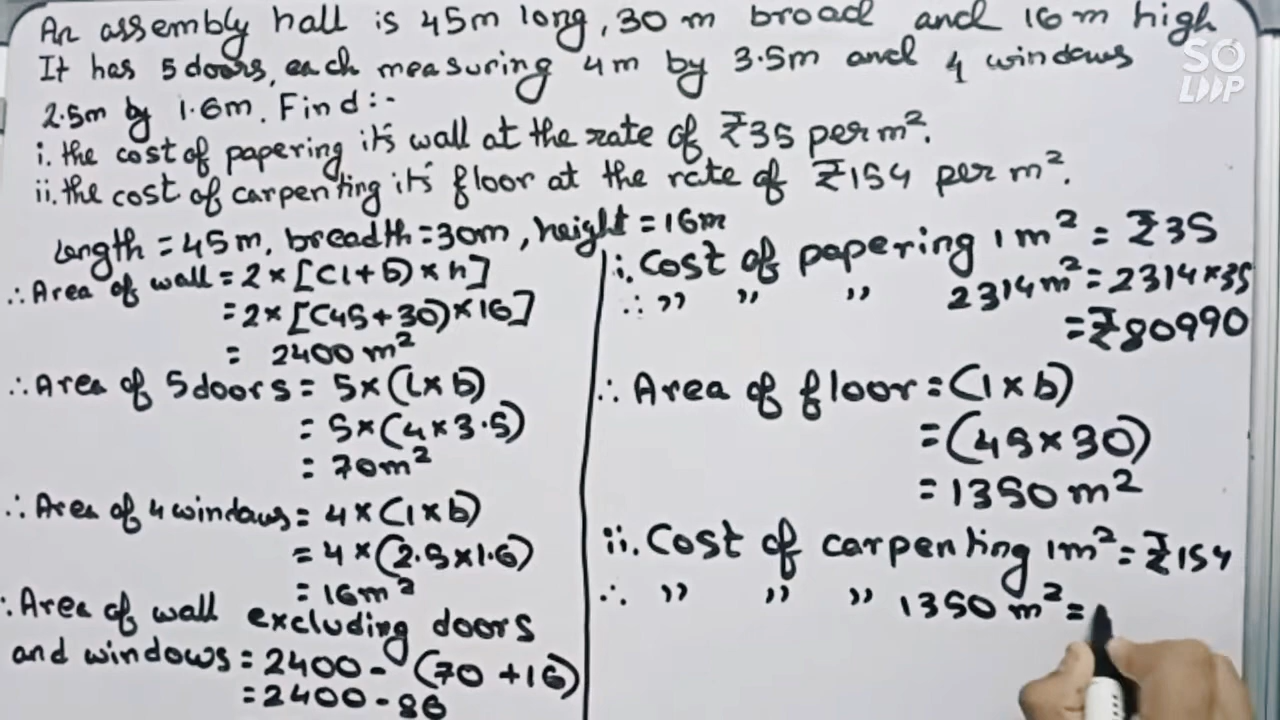 An assembly hall is 45m long, 30 m broad and 16 m high
It has 5 doors, each measuring 4m by 3.5m and 4 windows
2.5m by 1.6m. Find :-
i. the cost of papering it's wall at the rate of ₹35 per m².
ii. the cost of carpenting it's floor at the rate of ₹154 per m².
Length = 45m, breadth = 30m, height = 16m
∴ Area of wall = 2 × [(l + b) × h]
= 2 × [(45 + 30) × 16]
= 2400 m²
∴ Area of 5 doors = 5 × (l × b)
= 5 × (4 × 3.5)
= 70m²
∴ Area of 4 windows = 4 × (l × b)
= 4 × (2.5 × 1.6)
= 16m²
∴ Area of wall excluding doors
and windows = 2400 - (70 + 16)
= 2400 - 86
i. Cost of papering 1m² = ₹35
∴ ,, ,, ,, 2314m² = 2314 × 35
= ₹80990
∴ Area of floor = (l × b)
= (45 × 30)
= 1350 m²
ii. Cost of carpenting 1m² = ₹154
∴ ,, ,, ,, 1350 m² =
SO
LOOP